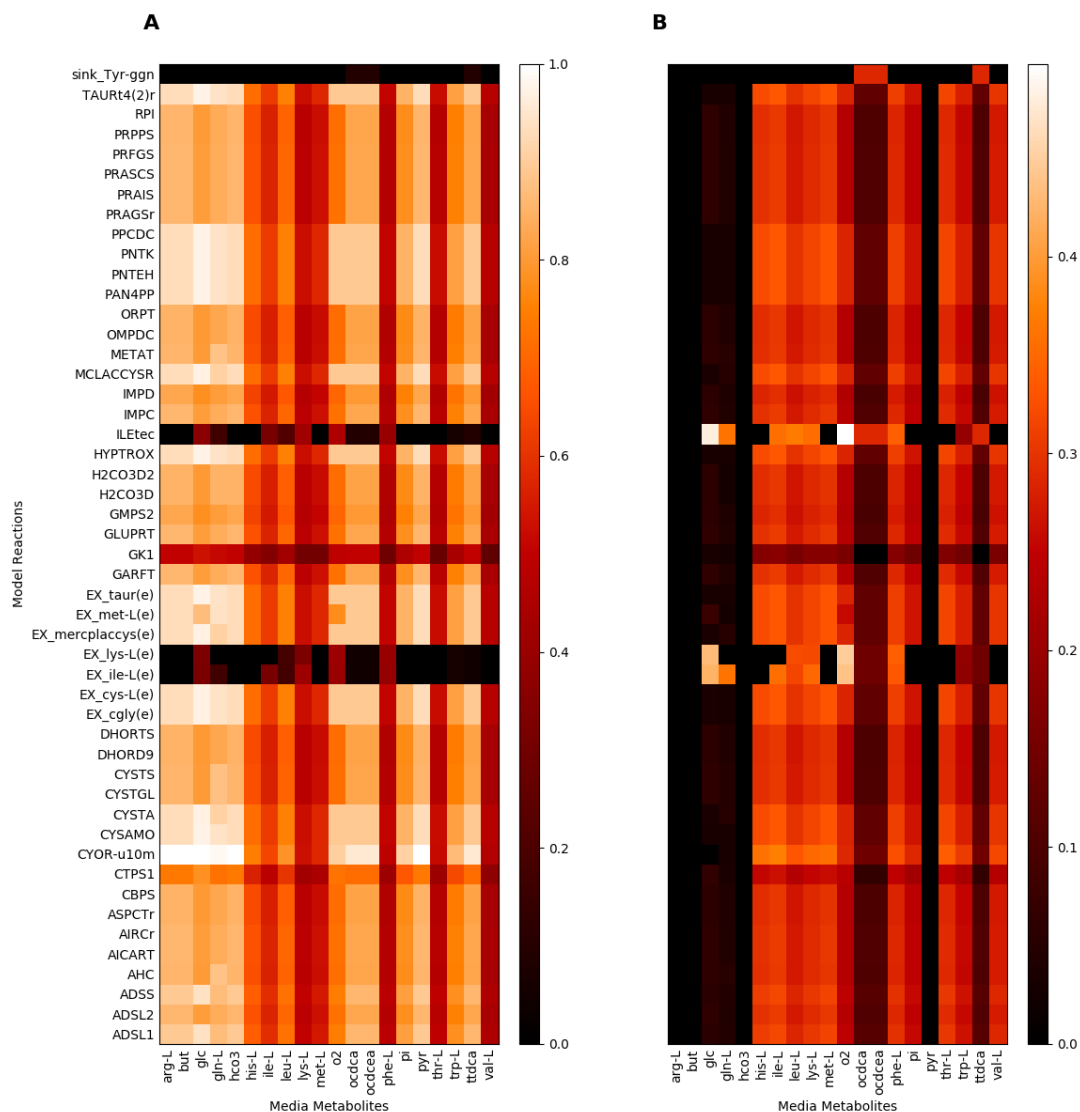 A
B
sink_Tyr-ggn
TAURt4(2)r
RPI
PRPPS
PRFGS
PRASCS
PRAIS
PRAGSr
PPCDC
PNTK
PNTEH
PAN4PP
ORPT
OMPDC
METAT
MCLACCYSR
IMPD
IMPC
ILEtec
HYPTROX
H2CO3D2
H2CO3D
GMPS2
GLUPRT
GK1
GARFT
EX_taur(e)
EX_met-L(e)
EX_mercplaccys(e)
EX_lys-L(e)
EX_ile-L(e)
EX_cys-L(e)
EX_cgly(e)
DHORTS
DHORD9
CYSTS
CYSTGL
CYSTA
CYSAMO
CYOR-u10m
CTPS1
CBPS
ASPCTr
AIRCr
AICART
AHC
ADSS
ADSL2
ADSL1
Model Reactions
arg-L but glc gln-L hco3 his-L ile-L leu-L lys-L met-L o2 ocdca ocdcea phe-L pi pyr thr-L trp-L ttdca val-L
Media Metabolites
1.0
0.8
0.6
0.4
0.2
0.0
arg-L but glc gln-L hco3 his-L ile-L leu-L lys-L met-L o2 ocdca ocdcea phe-L pi pyr thr-L trp-L ttdca val-L
Media Metabolites
0.4
0.3
0.2
0.1
0.0